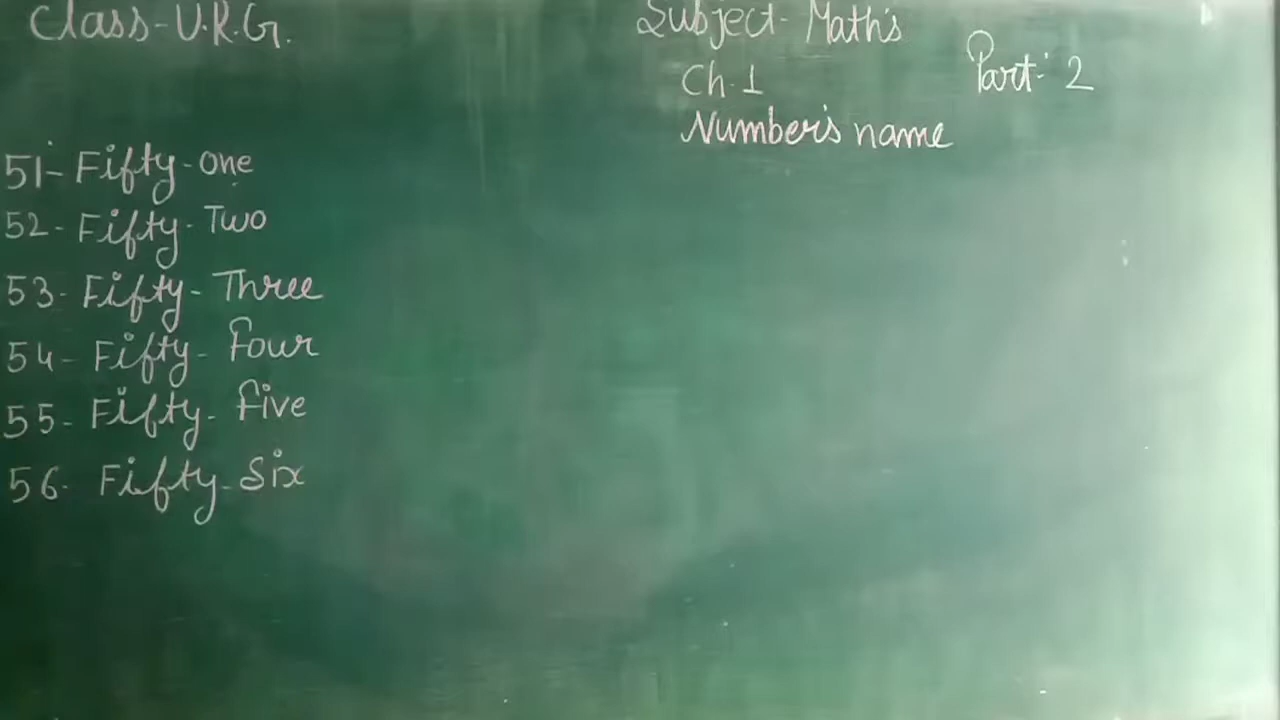 Class-U.K.G.
Subject- Math's
Ch.1
Part- 2
Number's name
51- Fifty-one
52- Fifty- Two
53- Fifty- Three
54- Fifty- Four
55- Fifty- Five
56- Fifty- Six